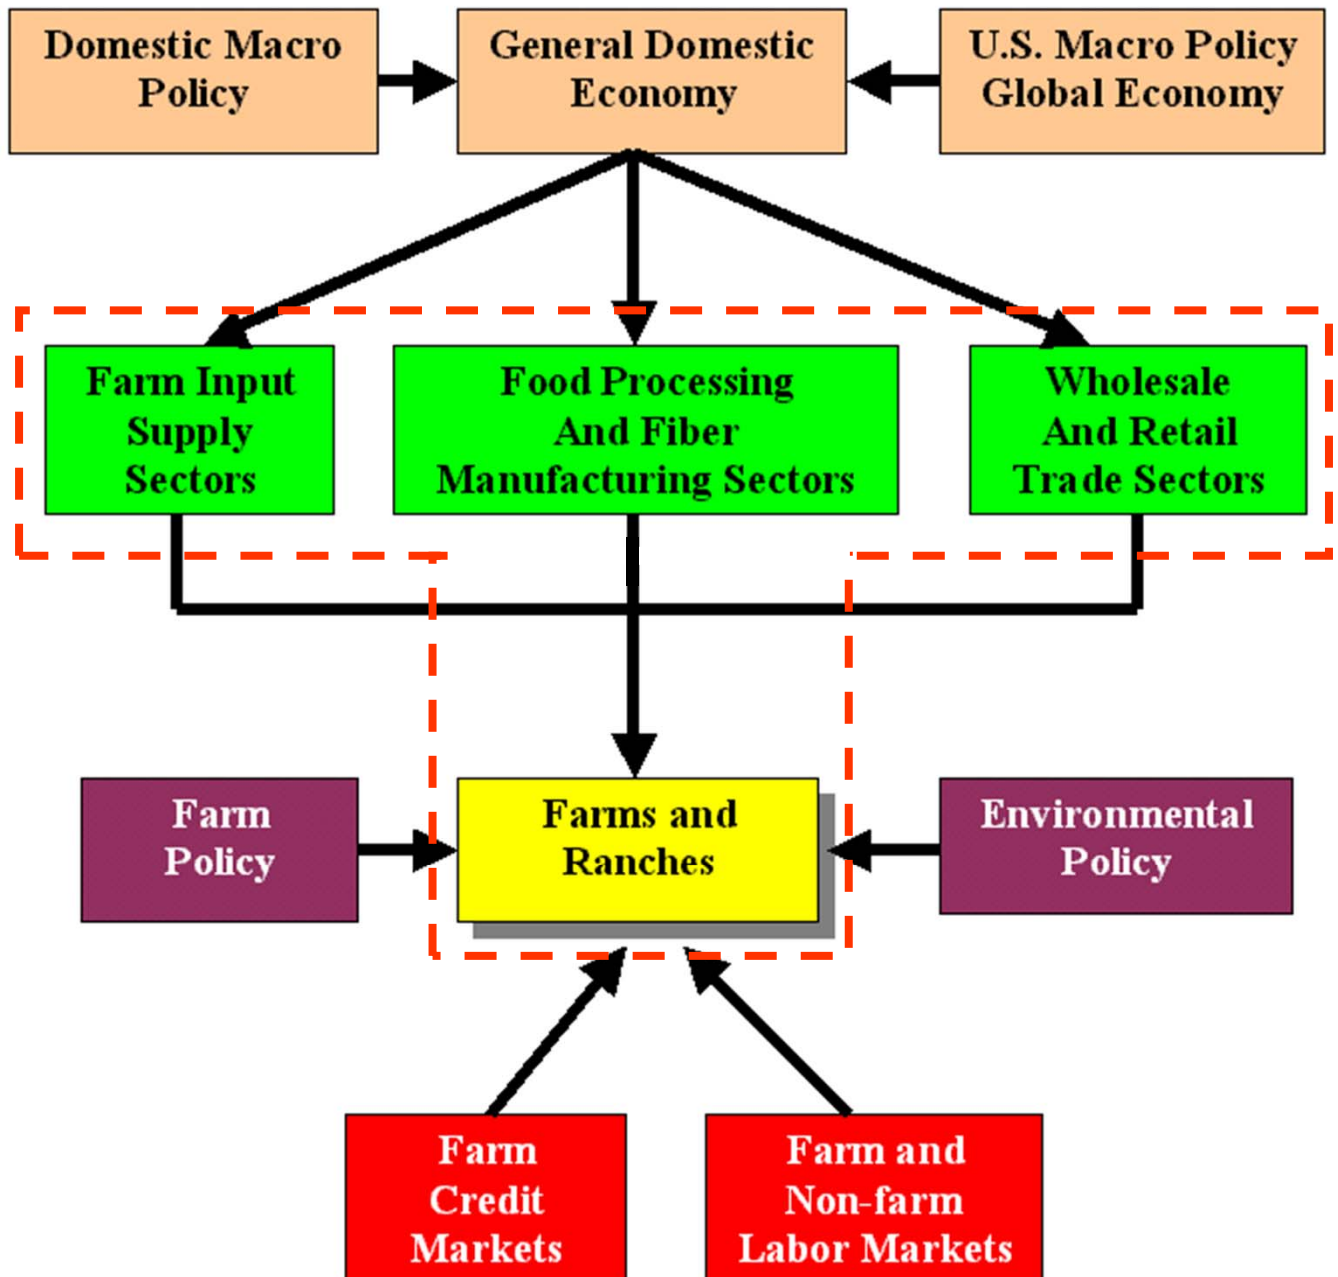 Domestic Macro
Policy
General Domestic
Economy
U.S. Macro Policy
Global Economy
Farm Input
Supply
Sectors
Food Processing
And Fiber
Manufacturing Sectors
Wholesale
And Retail
Trade Sectors
Farm
Policy
Farms and
Ranches
Environmental
Policy
Farm
Credit
Markets
Farm and
Non-farm
Labor Markets